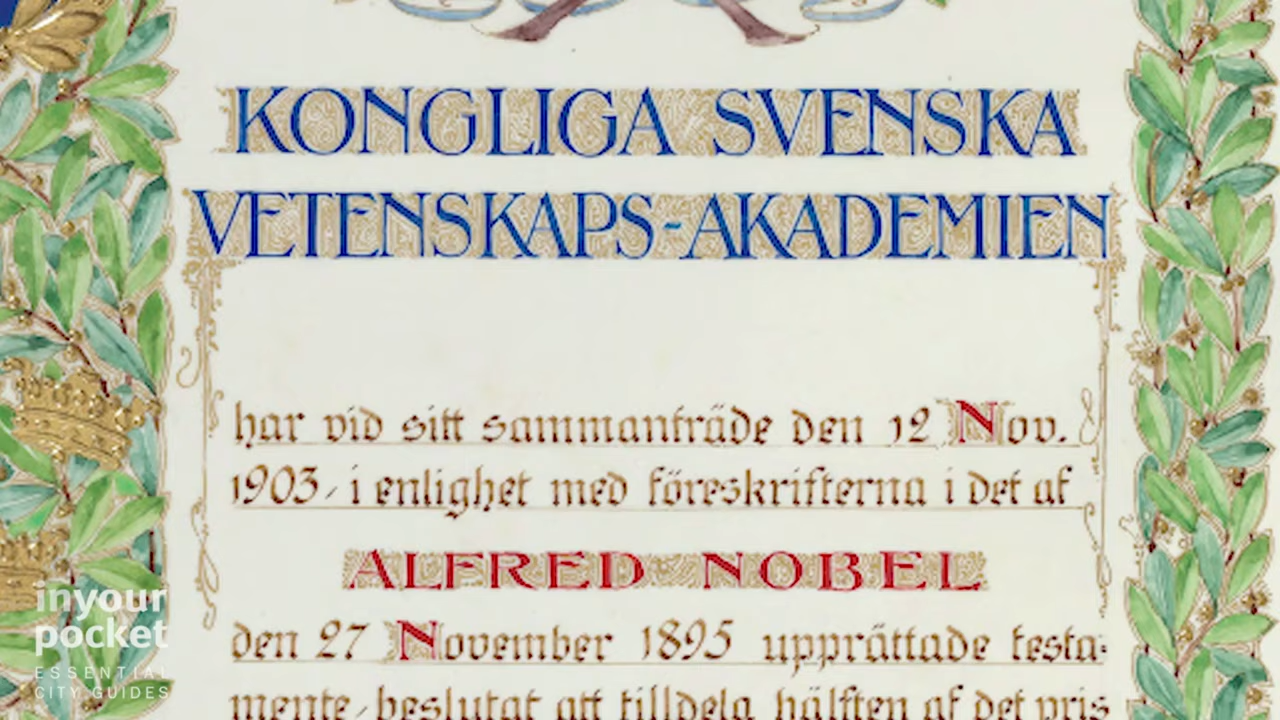 KONGLIGA SVENSKA
VETENSKAPS-AKADEMIEN
har vid sitt sammanträde den 12 Nov.
1903, i enlighet med föreskrifterna i det af
ALFRED NOBEL
den 27 November 1895 upprättade testa-
mente, beslutat att tilldela hälften af det pris
inyour
pocket
ESSENTIAL
CITY GUIDES